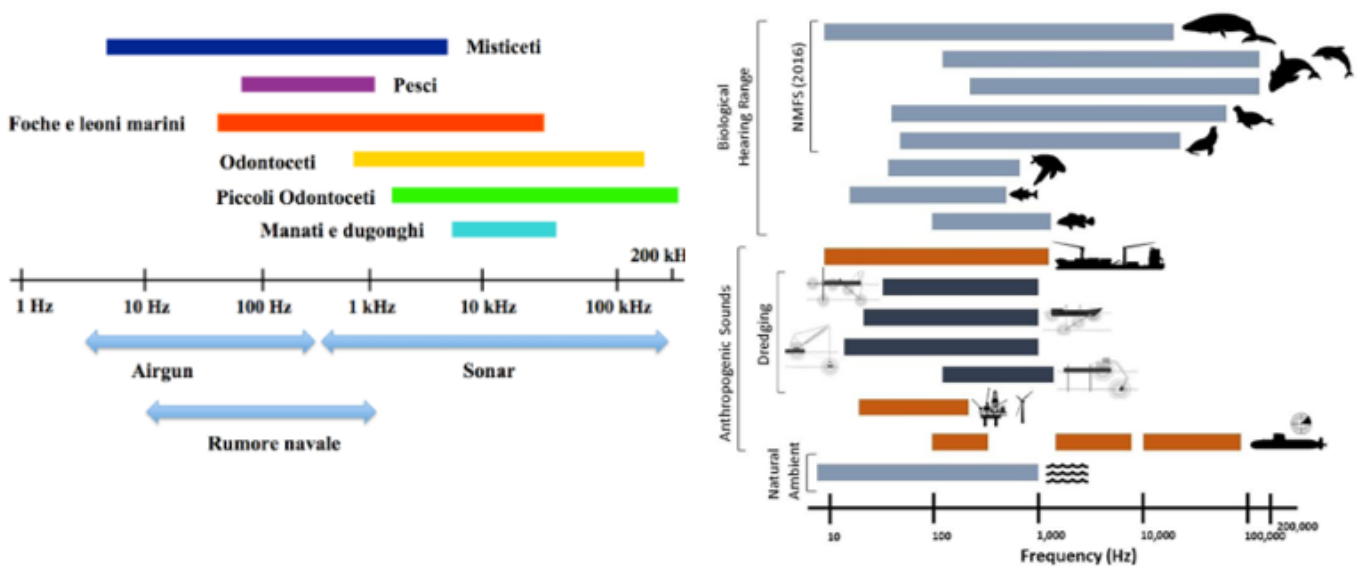 Misticeti
Pesci
Foche e leoni marini
Odontoceti
Piccoli Odontoceti
Manati e dugonghi
200 kH
1 Hz 10 Hz 100 Hz 1 kHz 10 kHz 100 kHz
Airgun Sonar
Rumore navale
Biological
Hearing Range
NMFS (2016)
Anthropogenic Sounds
Dredging
Natural
Ambient
10 100 1,000 10,000 100,000 200,000
Frequency (Hz)